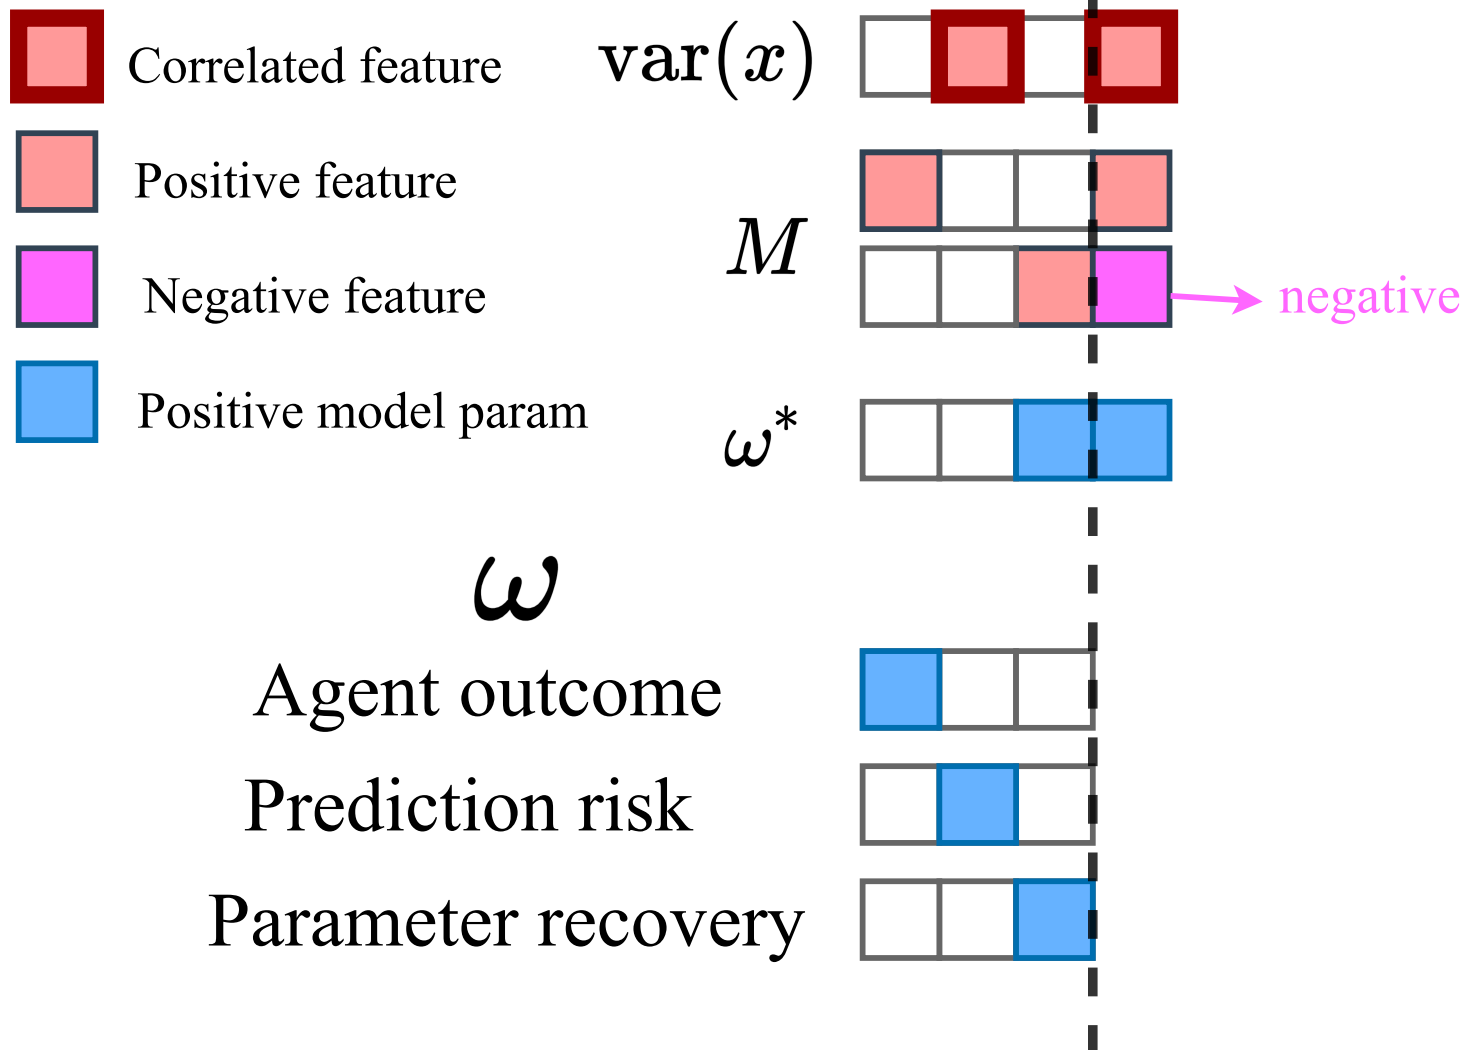 Correlated feature
var(x)
Positive feature
M
Negative feature
negative
Positive model param
ω*
ω
Agent outcome
Prediction risk
Parameter recovery